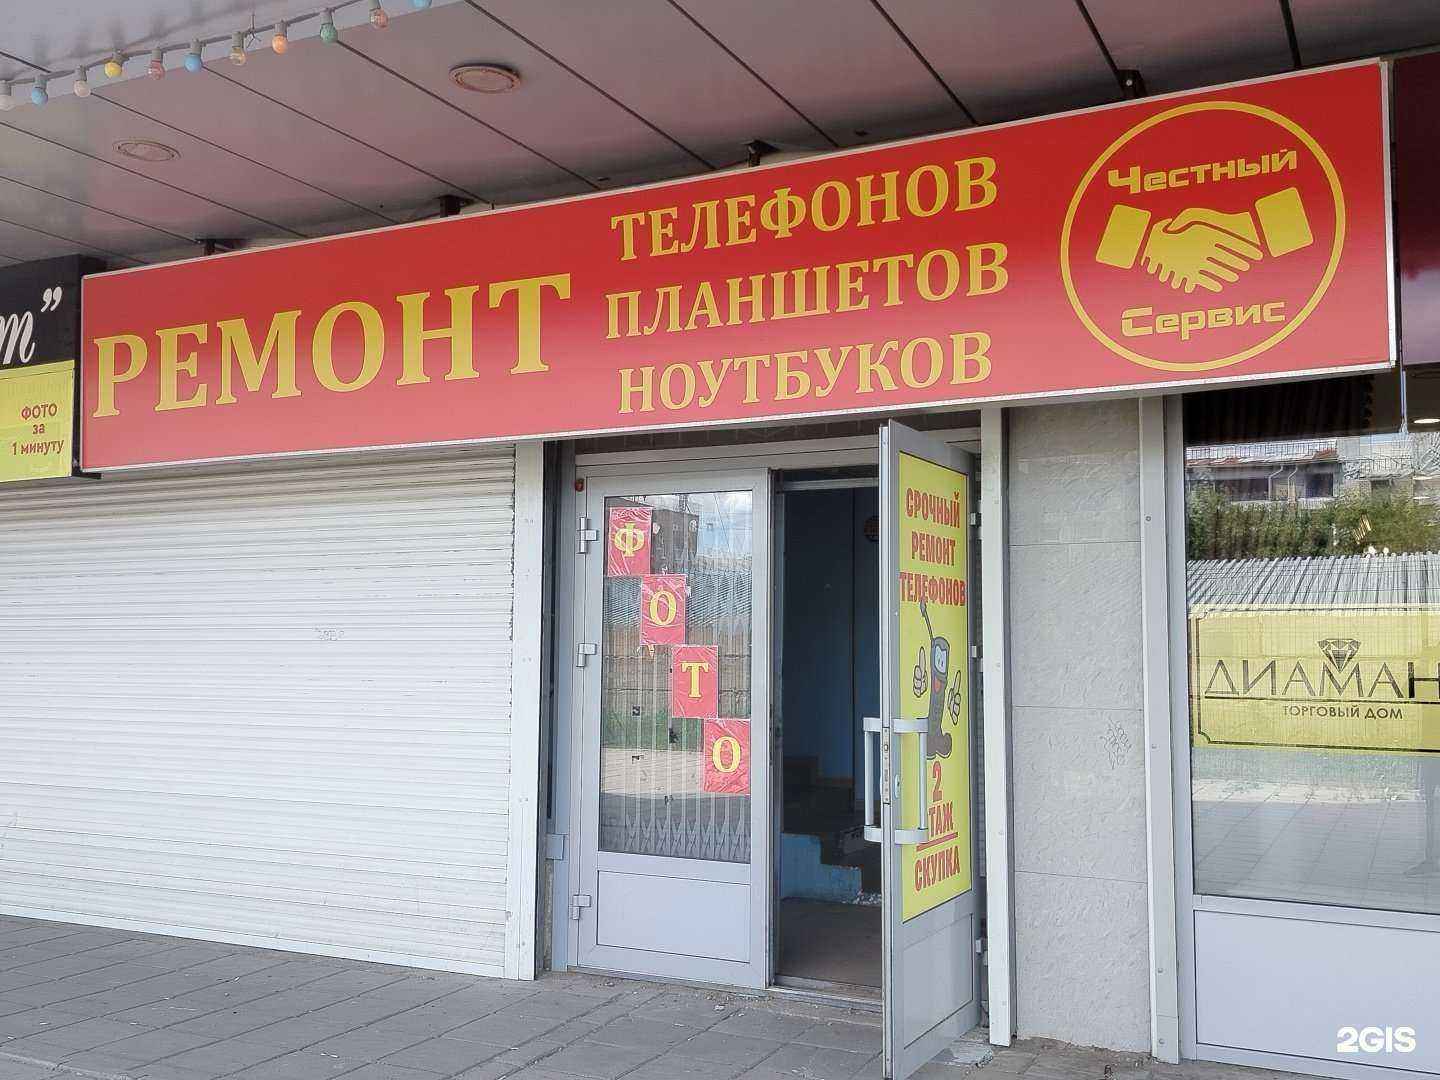 т”
ФОТО
за
1 минуту
РЕМОНТ
ТЕЛЕФОНОВ
ПЛАНШЕТОВ
НОУТБУКОВ
Честный
Сервис
Ф
О
Т
О
СРОЧНЫЙ
РЕМОНТ
ТЕЛЕФОНОВ
2
ЭТАЖ
СКУПКА
ДИАМАН
ТОРГОВЫЙ ДОМ
2GIS